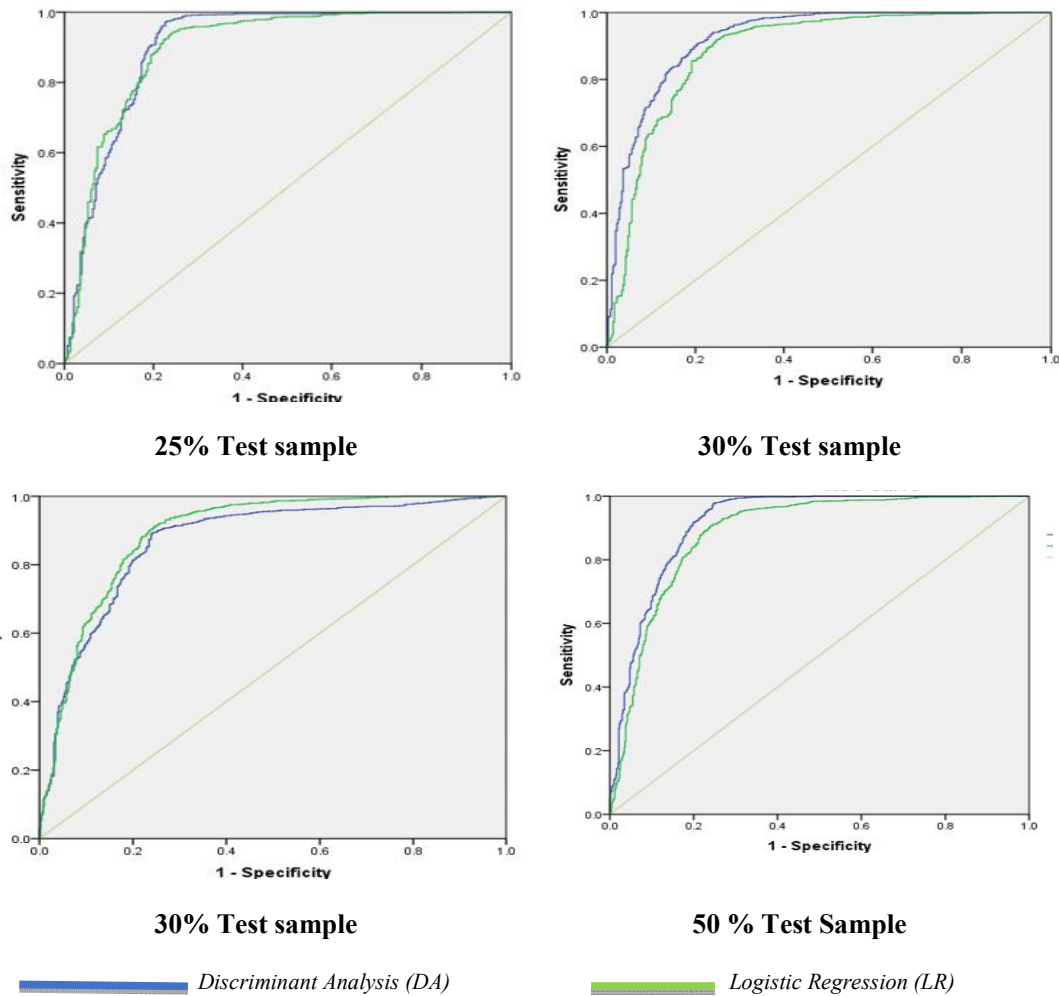 Sensitivity
1.0
0.8
0.6
0.4
0.2
0.0
0.0 0.2 0.4 0.6 0.8 1.0
1 - Specificity
25% Test sample
Sensitivity
1.0
0.8
0.6
0.4
0.2
0.0
0.0 0.2 0.4 0.6 0.8 1.0
1 - Specificity
30% Test sample
1.0
0.8
0.6
0.4
0.2
0.0
0.0 0.2 0.4 0.6 0.8 1.0
1 - Specificity
30% Test sample
Sensitivity
1.0
0.8
0.6
0.4
0.2
0.0
0.0 0.2 0.4 0.6 0.8 1.0
1 - Specificity
50 % Test Sample
Discriminant Analysis (DA)
Logistic Regression (LR)